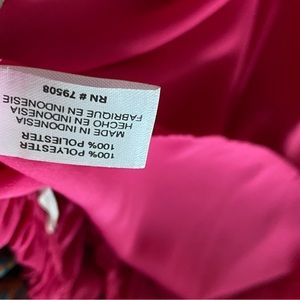 100% POLYESTER
100% POLIESTER
MADE IN INDONESIA
HECHO EN INDONESIA
FABRIQUE EN INDONESIE
RN # 79508